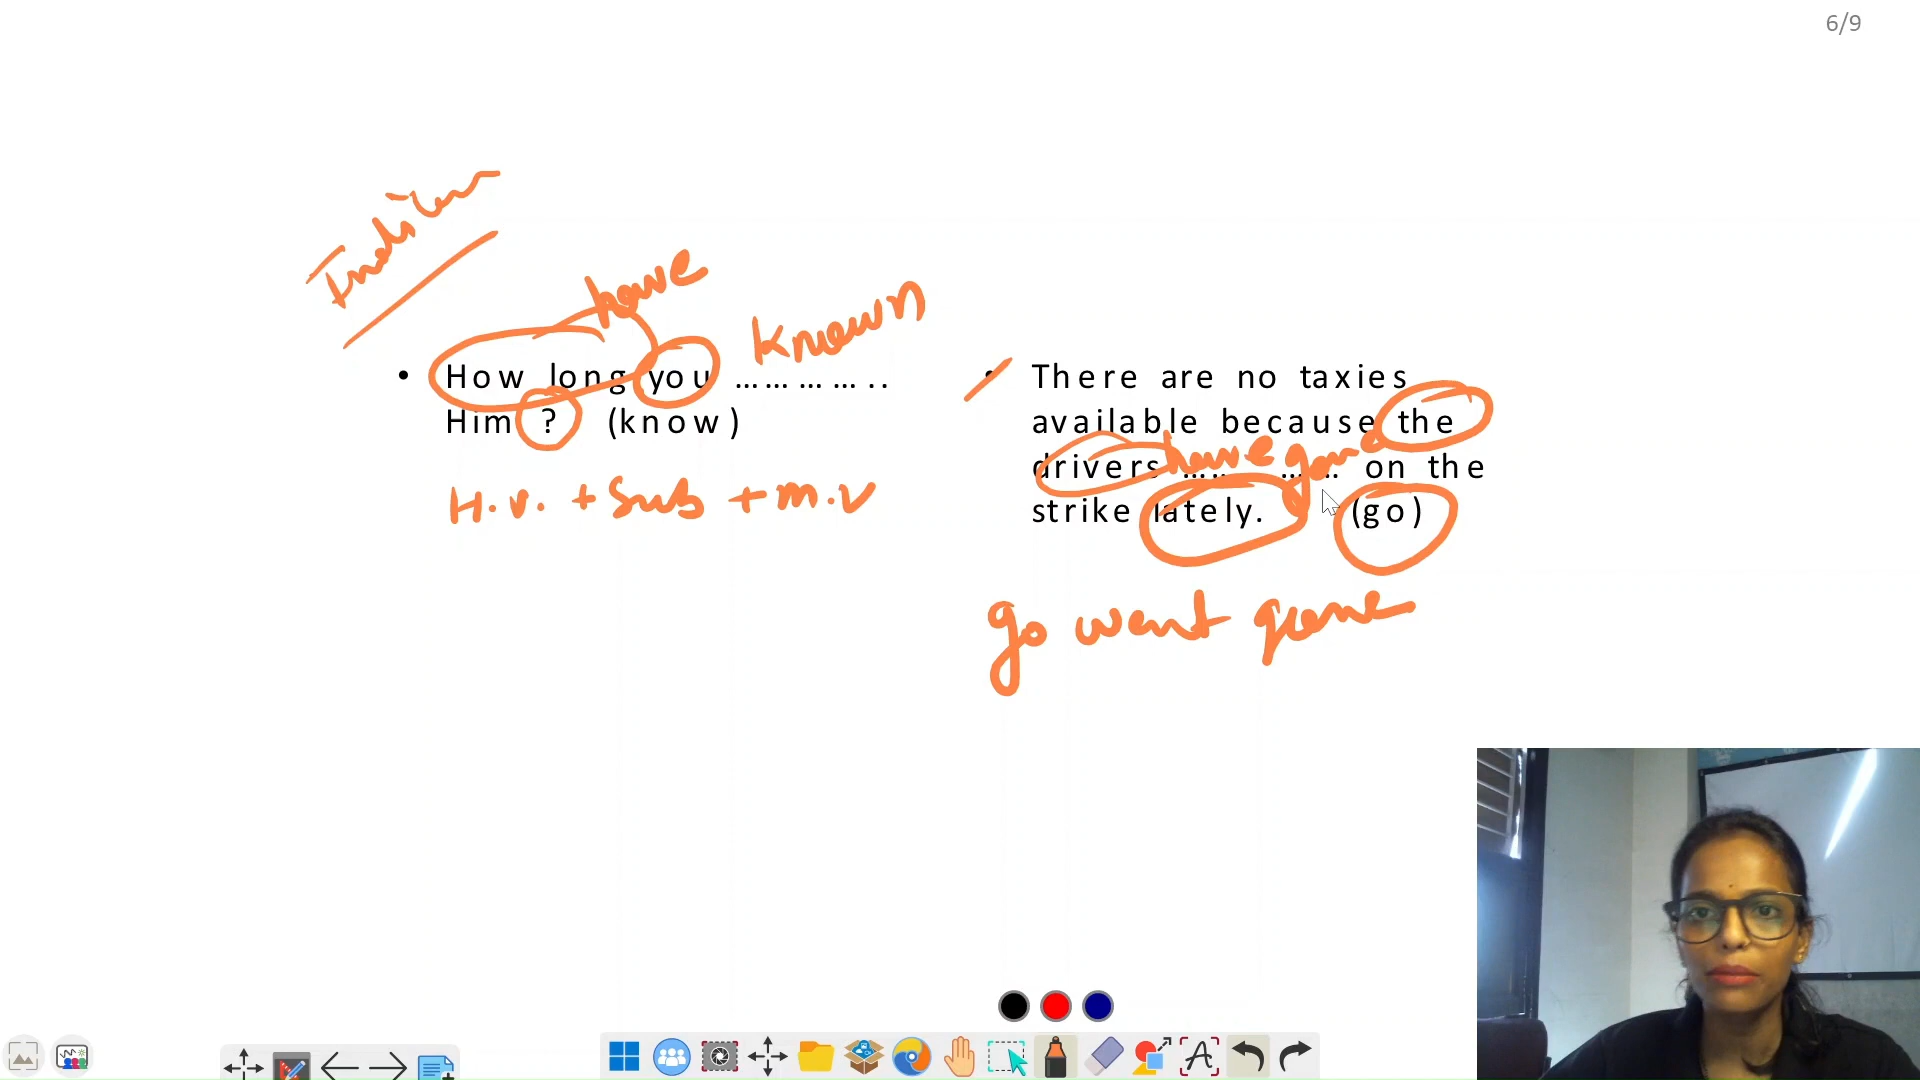 6/9
have
known
• How long you ………….. 
Him ? (know)
H.V. + Sub + M.V
• There are no taxies
available because the
drivers have gone on the
strike lately. (go)
go went gone